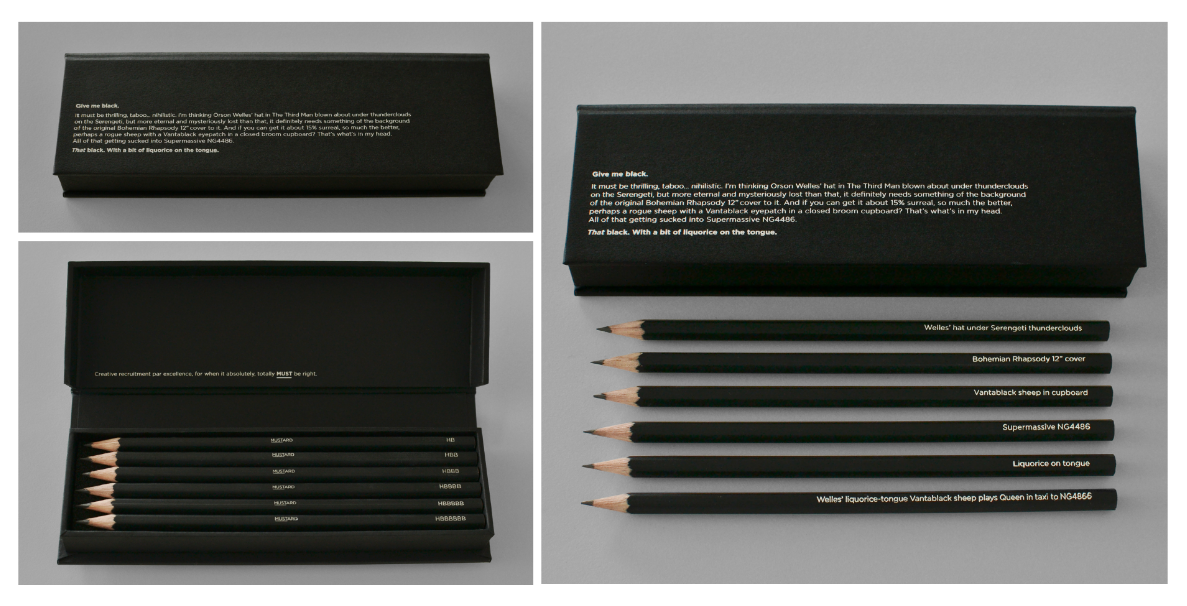 Give me black.
It must be thrilling, taboo... nihilistic. I'm thinking Orson Welles' hat in The Third Man blown about under thunderclouds
on the Serengeti, but more eternal and mysteriously lost than that, it definitely needs something of the background
of the original Bohemian Rhapsody 12" cover to it. And if you can get it about 15% surreal, so much the better,
perhaps a rogue sheep with a Vantablack eyepatch in a closed broom cupboard? That's what's in my head.
All of that getting sucked into Supermassive NG4486.
That black. With a bit of liquorice on the tongue.
Creative recruitment par excellence, for when it absolutely, totally MUST be right.
MUSTARD HB
MUSTARD HBB
MUSTARD HBBB
MUSTARD HBBBB
MUSTARD HBBBBB
MUSTARD HBBBBBB
Give me black.
It must be thrilling, taboo... nihilistic. I'm thinking Orson Welles' hat in The Third Man blown about under thunderclouds
on the Serengeti, but more eternal and mysteriously lost than that, it definitely needs something of the background
of the original Bohemian Rhapsody 12" cover to it. And if you can get it about 15% surreal, so much the better,
perhaps a rogue sheep with a Vantablack eyepatch in a closed broom cupboard? That's what's in my head.
All of that getting sucked into Supermassive NG4486.
That black. With a bit of liquorice on the tongue.
Welles' hat under Serengeti thunderclouds
Bohemian Rhapsody 12" cover
Vantablack sheep in cupboard
Supermassive NG4486
Liquorice on tongue
Welles' liquorice-tongue Vantablack sheep plays Queen in taxi to NG4866